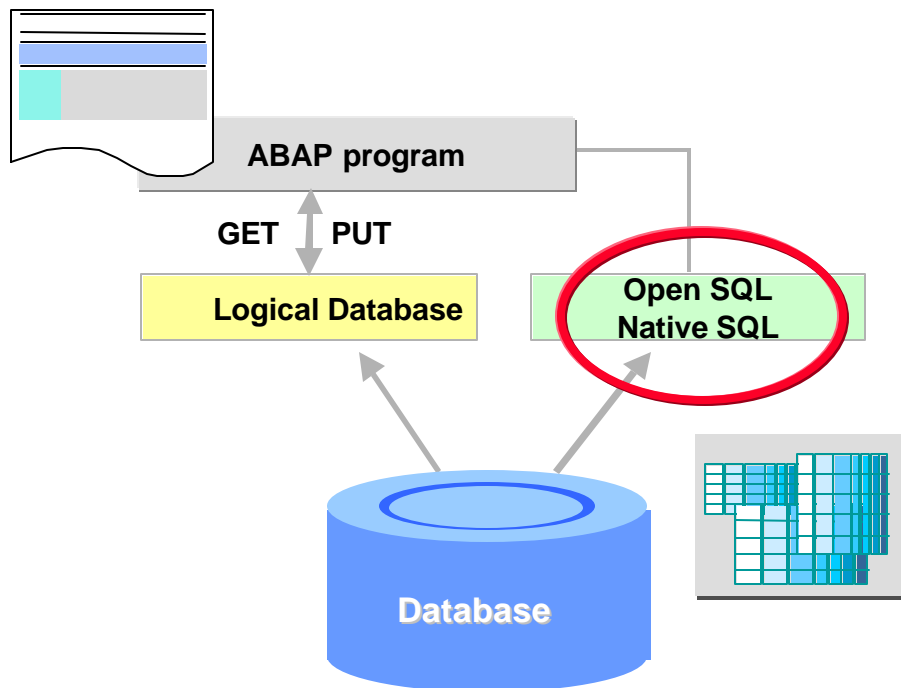 ABAP program
GET PUT
Logical Database
Open SQL
Native SQL
Database